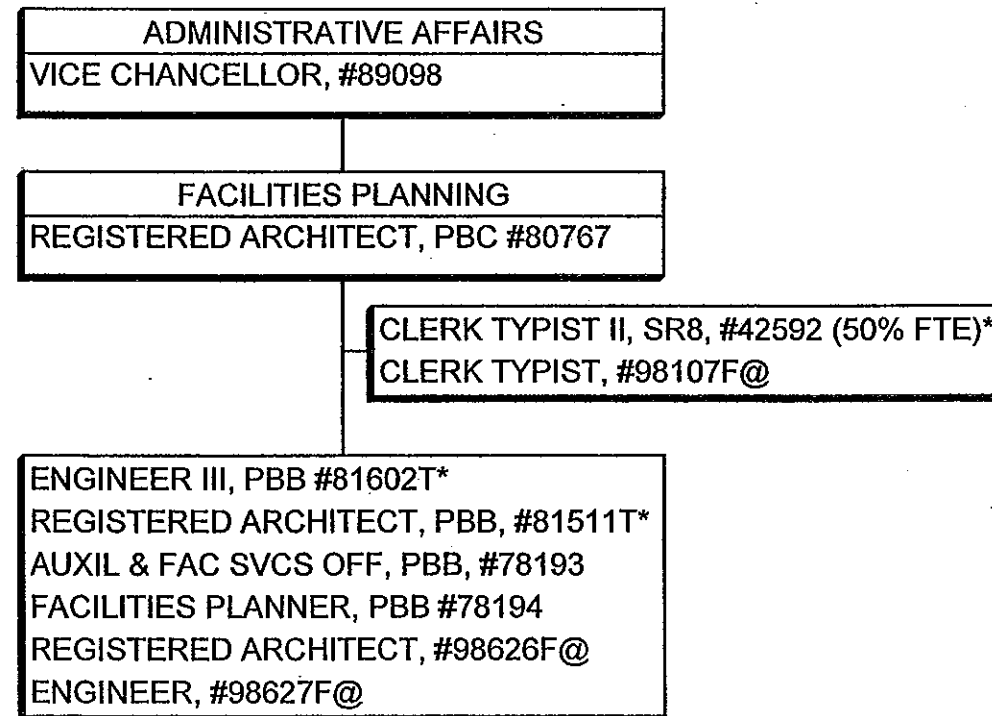 ADMINISTRATIVE AFFAIRS
VICE CHANCELLOR, #89098
FACILITIES PLANNING
REGISTERED ARCHITECT, PBC #80767
CLERK TYPIST II, SR8, #42592 (50% FTE)*
CLERK TYPIST, #98107F@
ENGINEER III, PBB #81602T*
REGISTERED ARCHITECT, PBB, #81511T*
AUXIL & FAC SVCS OFF, PBB, #78193
FACILITIES PLANNER, PBB #78194
REGISTERED ARCHITECT, #98626F@
ENGINEER, #98627F@